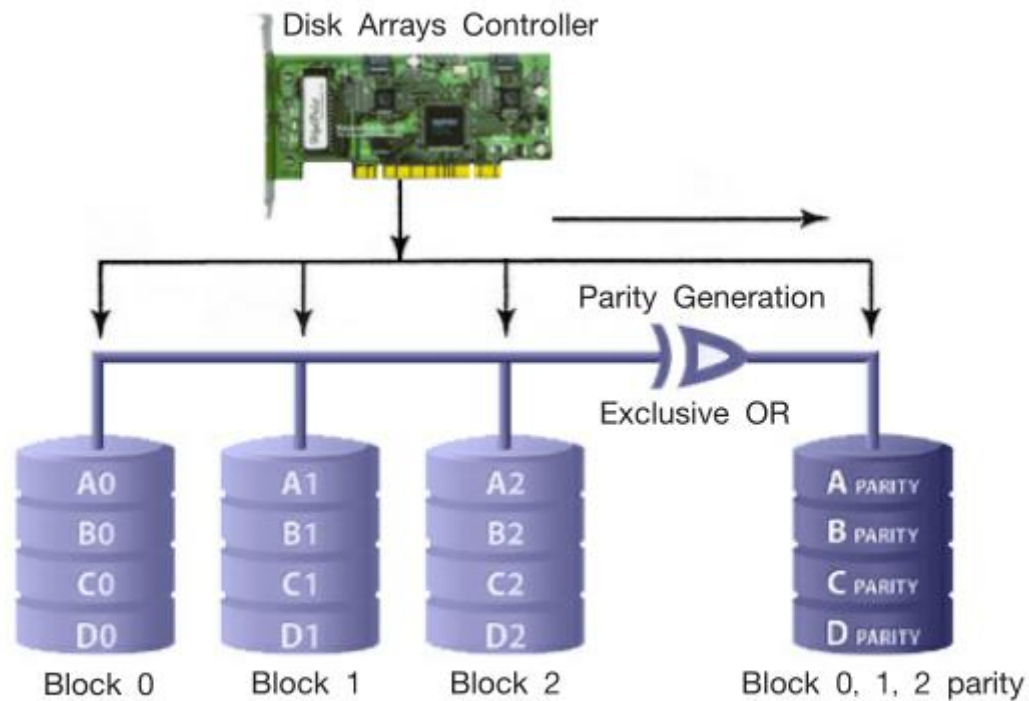 Disk Arrays Controller
Parity Generation
Exclusive OR
A0 A1 A2 A PARITY
B0 B1 B2 B PARITY
C0 C1 C2 C PARITY
D0 D1 D2 D PARITY
Block 0 Block 1 Block 2 Block 0, 1, 2 parity